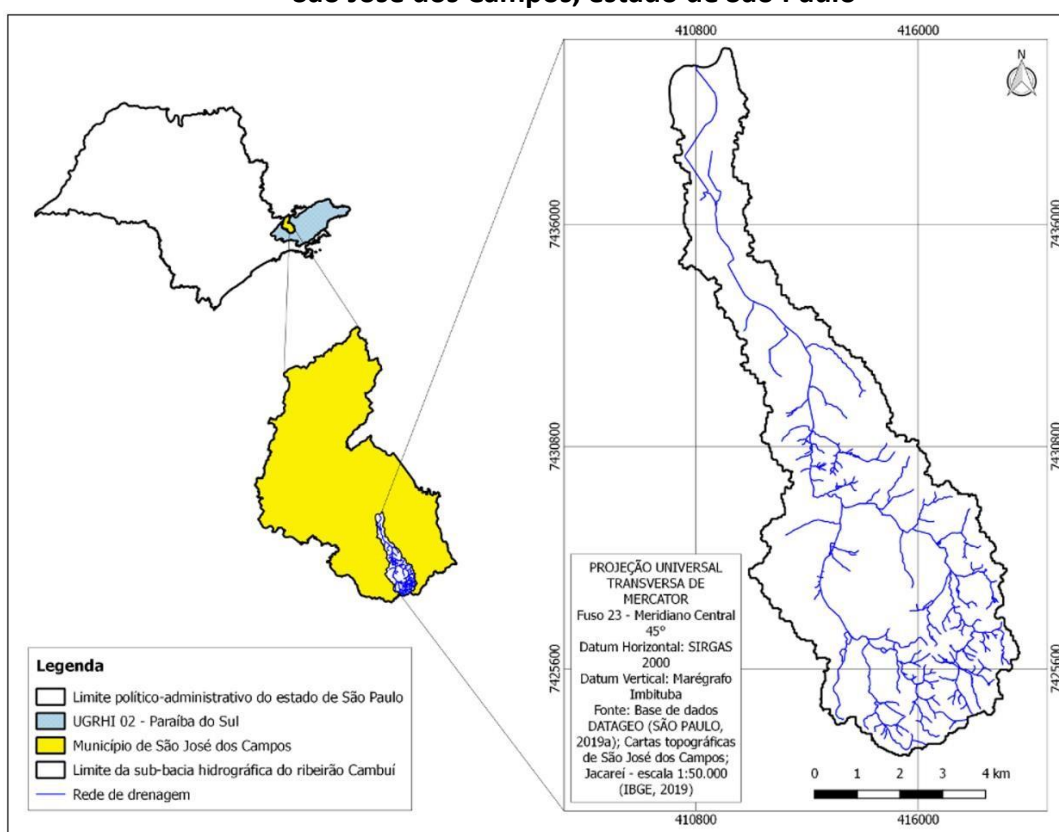 São José dos Campos, estado de São Paulo
410800
416000
N
7436000
7436000
7430800
7430800
7425600
7425600
PROJEÇÃO UNIVERSAL
TRANSVERSA DE
MERCATOR
Fuso 23 - Meridiano Central
45°
Datum Horizontal: SIRGAS
2000
Datum Vertical: Marégrafo
Imbituba
Fonte: Base de dados
DATAGEO (SÃO PAULO,
2019a); Cartas topográficas
de São José dos Campos;
Jacareí - escala 1:50.000
(IBGE, 2019)
Legenda
Limite político-administrativo do estado de São Paulo
UGRHI 02 - Paraíba do Sul
Município de São José dos Campos
Limite da sub-bacia hidrográfica do ribeirão Cambuí
Rede de drenagem
0 1 2 3 4 km
410800
416000